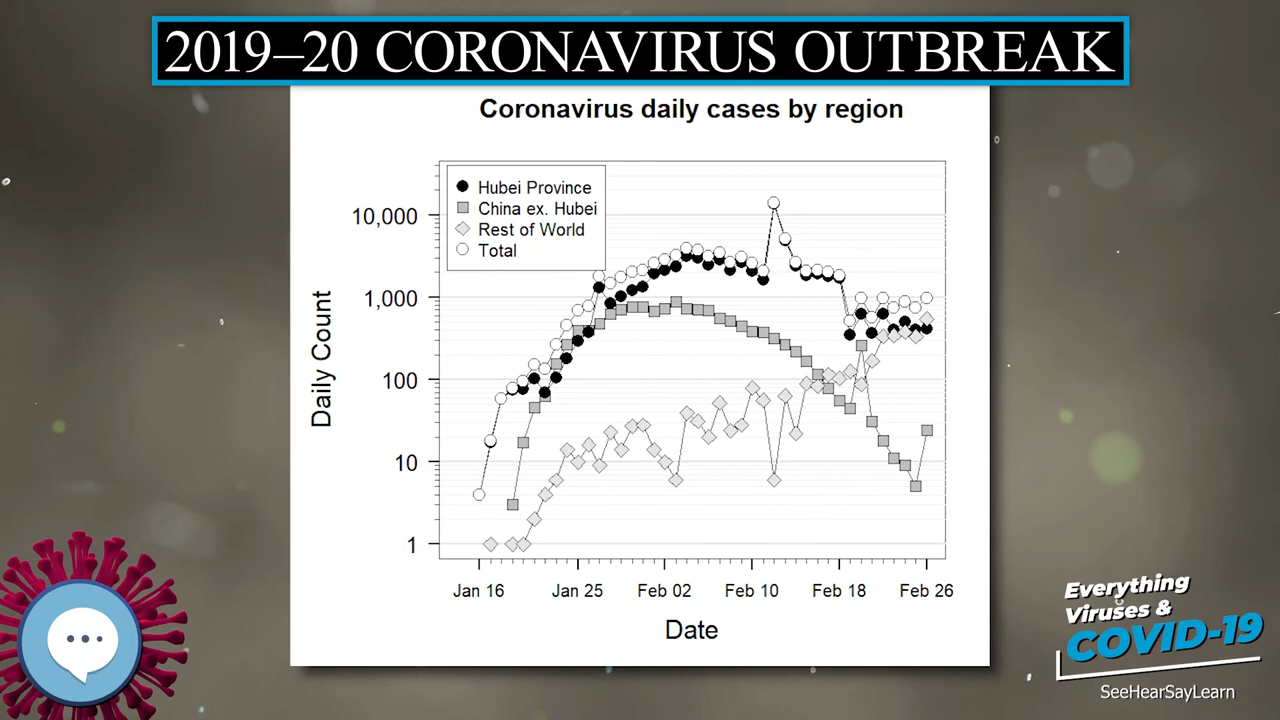 2019–20 CORONAVIRUS OUTBREAK
Coronavirus daily cases by region
Hubei Province
China ex. Hubei
Rest of World
Total
10,000
1,000
100
10
1
Daily Count
Jan 16 Jan 25 Feb 02 Feb 10 Feb 18 Feb 26
Date
Everything
Viruses &
COVID-19
SeeHearSayLearn